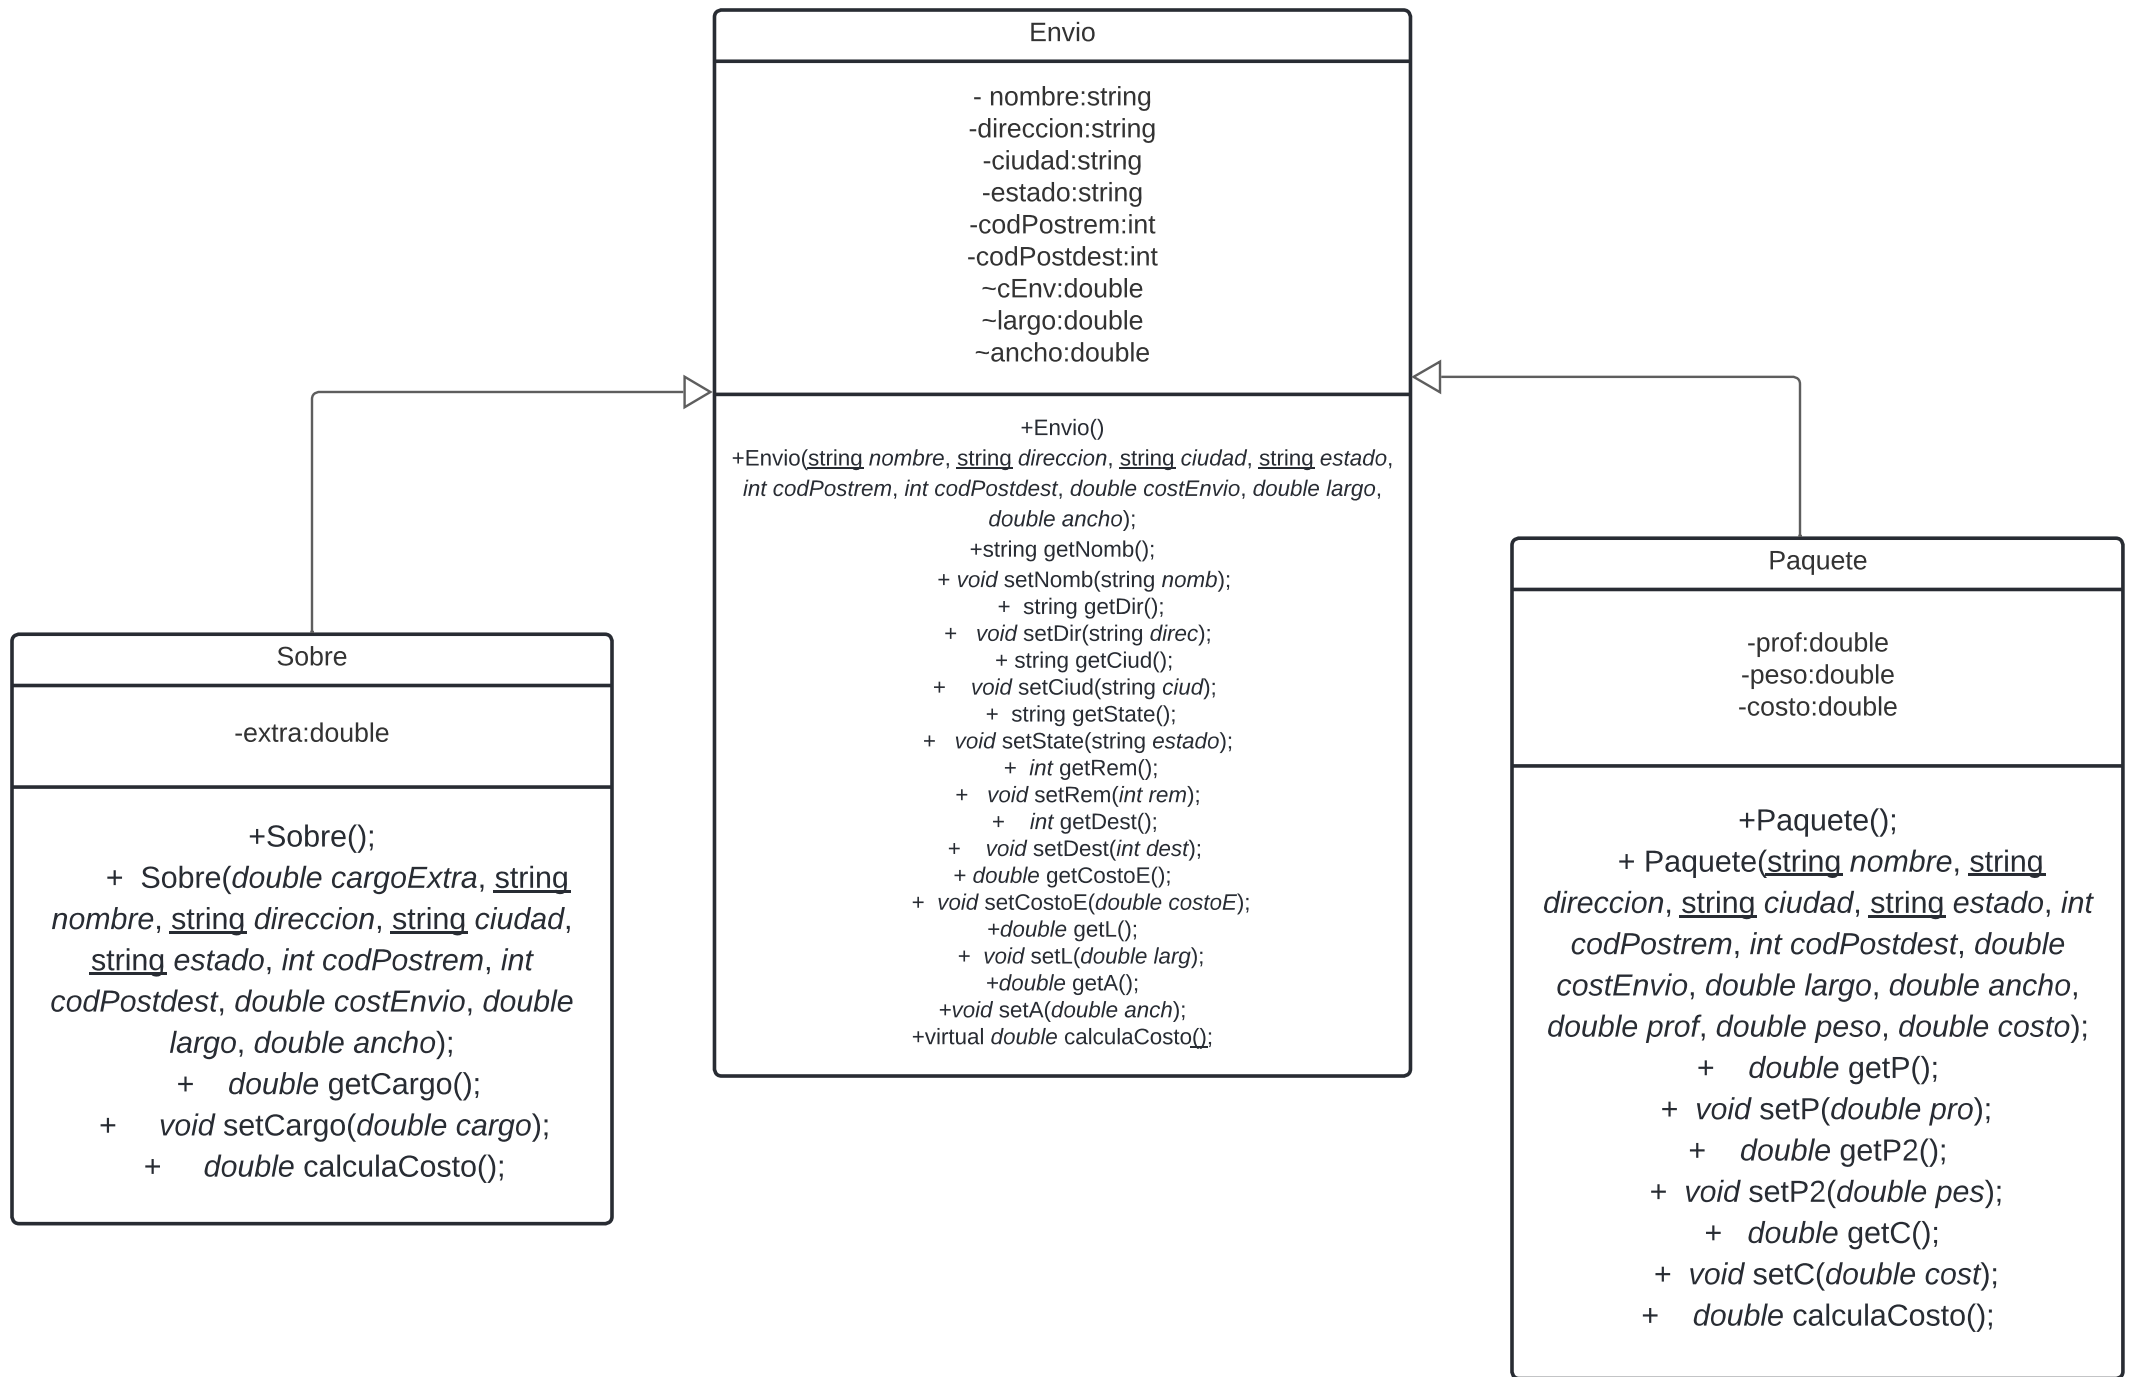 Envio
- nombre:string
-direccion:string
-ciudad:string
-estado:string
-codPostrem:int
-codPostdest:int
~cEnv:double
~largo:double
~ancho:double
+Envio()
+Envio(string nombre, string direccion, string ciudad, string estado,
int codPostrem, int codPostdest, double costEnvio, double largo,
double ancho);
+string getNomb();
+ void setNomb(string nomb);
+ string getDir();
+ void setDir(string direc);
+ string getCiud();
+ void setCiud(string ciud);
+ string getState();
+ void setState(string estado);
+ int getRem();
+ void setRem(int rem);
+ int getDest();
+ void setDest(int dest);
+ double getCostoE();
+ void setCostoE(double costoE);
+double getL();
+ void setL(double larg);
+double getA();
+void setA(double anch);
+virtual double calculaCosto();
Sobre
-extra:double
+Sobre();
+ Sobre(double cargoExtra, string
nombre, string direccion, string ciudad,
string estado, int codPostrem, int
codPostdest, double costEnvio, double
largo, double ancho);
+ double getCargo();
+ void setCargo(double cargo);
+ double calculaCosto();
Paquete
-prof:double
-peso:double
-costo:double
+Paquete();
+ Paquete(string nombre, string
direccion, string ciudad, string estado, int
codPostrem, int codPostdest, double
costEnvio, double largo, double ancho,
double prof, double peso, double costo);
+ double getP();
+ void setP(double pro);
+ double getP2();
+ void setP2(double pes);
+ double getC();
+ void setC(double cost);
+ double calculaCosto();